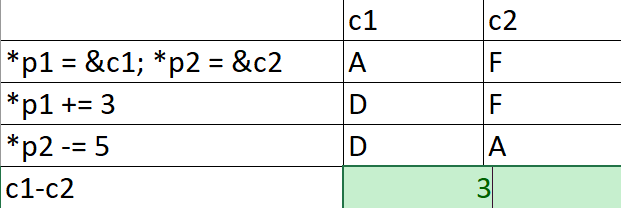 c1 c2
*p1 = &c1; *p2 = &c2 A F
*p1 += 3 D F
*p2 -= 5 D A
c1-c2 3